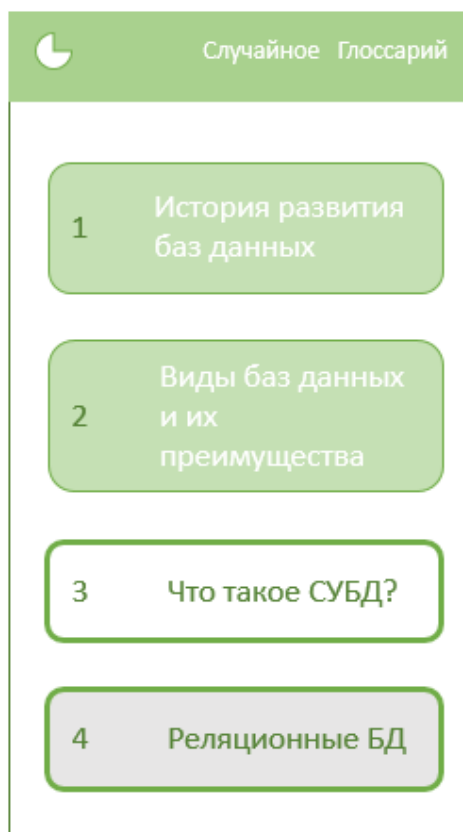 Случайное Глоссарий
1 История развития
баз данных
2 Виды баз данных
и их
преимущества
3 Что такое СУБД?
4 Реляционные БД